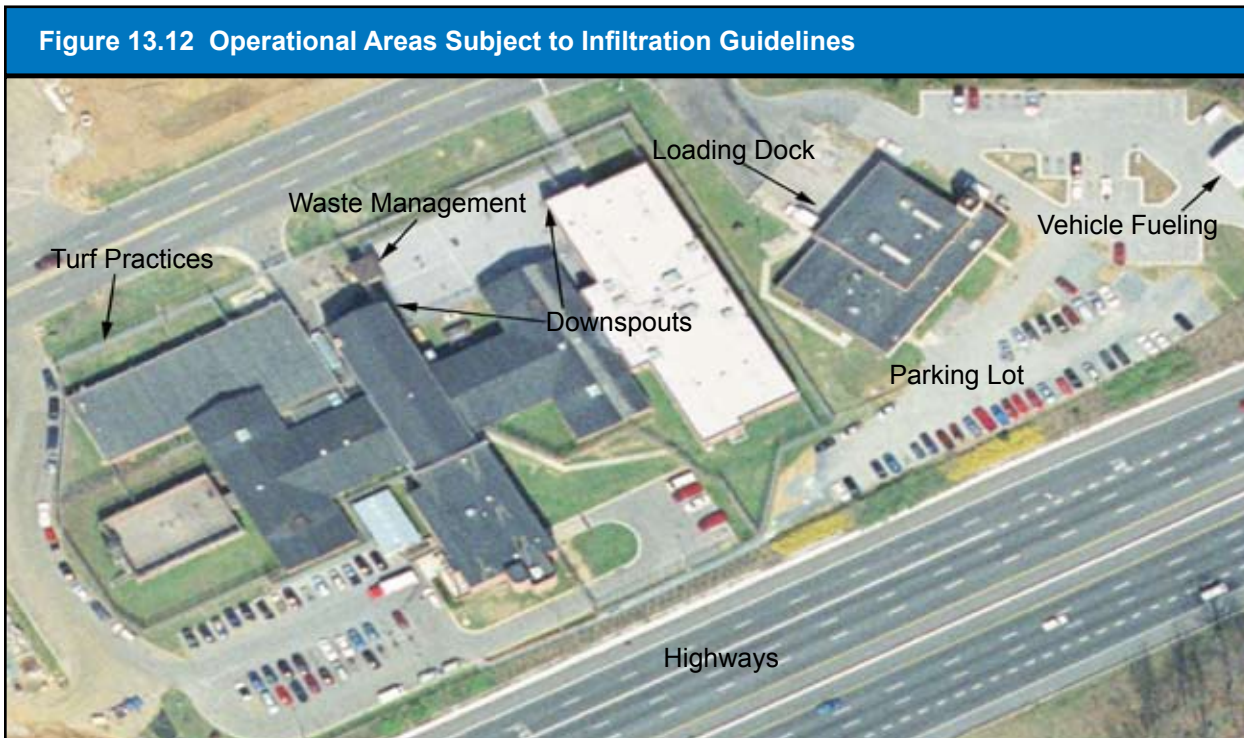 Figure 13.12 Operational Areas Subject to Infiltration Guidelines
Loading Dock
Waste Management
Vehicle Fueling
Turf Practices
Downspouts
Parking Lot
Highways